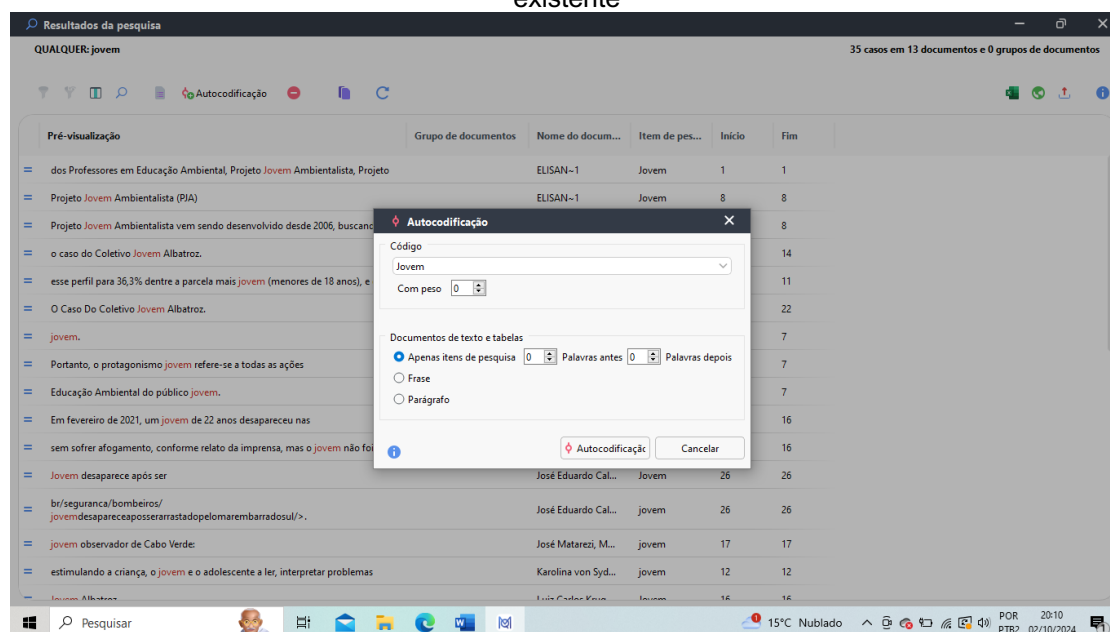 existente
Resultados da pesquisa
QUALQUER: jovem
35 casos em 13 documentos e 0 grupos de documentos
Autocodificação
Pré-visualização Grupo de documentos Nome do docum... Item de pes... Início Fim
dos Professores em Educação Ambiental, Projeto Jovem Ambientalista, Projeto ELISAN~1 Jovem 1 1
Projeto Jovem Ambientalista (PJA) ELISAN~1 Jovem 8 8
Projeto Jovem Ambientalista vem sendo desenvolvido desde 2006, buscanc 8
o caso do Coletivo Jovem Albatroz. 14
esse perfil para 36,3% dentre a parcela mais jovem (menores de 18 anos), e 11
O Caso Do Coletivo Jovem Albatroz. 22
jovem. 7
Portanto, o protagonismo jovem refere-se a todas as ações 7
Educação Ambiental do público jovem. 7
Em fevereiro de 2021, um jovem de 22 anos desapareceu nas 16
sem sofrer afogamento, conforme relato da imprensa, mas o jovem não foi 16
Jovem desaparece após ser José Eduardo Cal... Jovem 26 26
br/seguranca/bombeiros/
jovemdesapareceaposserarrastadopelomarembarradosul/>. José Eduardo Cal... jovem 26 26
jovem observador de Cabo Verde: José Matarezi, M... jovem 17 17
estimulando a criança, o jovem e o adolescente a ler, interpretar problemas Karolina von Syd... jovem 12 12
Jovem Albatroz Luiz Carlos Krug Jovem 16 16
Autocodificação
Código
Jovem
Com peso 0
Documentos de texto e tabelas
Apenas itens de pesquisa 0 Palavras antes 0 Palavras depois
Frase
Parágrafo
Autocodificaçãc Cancelar
Pesquisar
15°C Nublado
POR
PTB2
20:10
02/10/2024